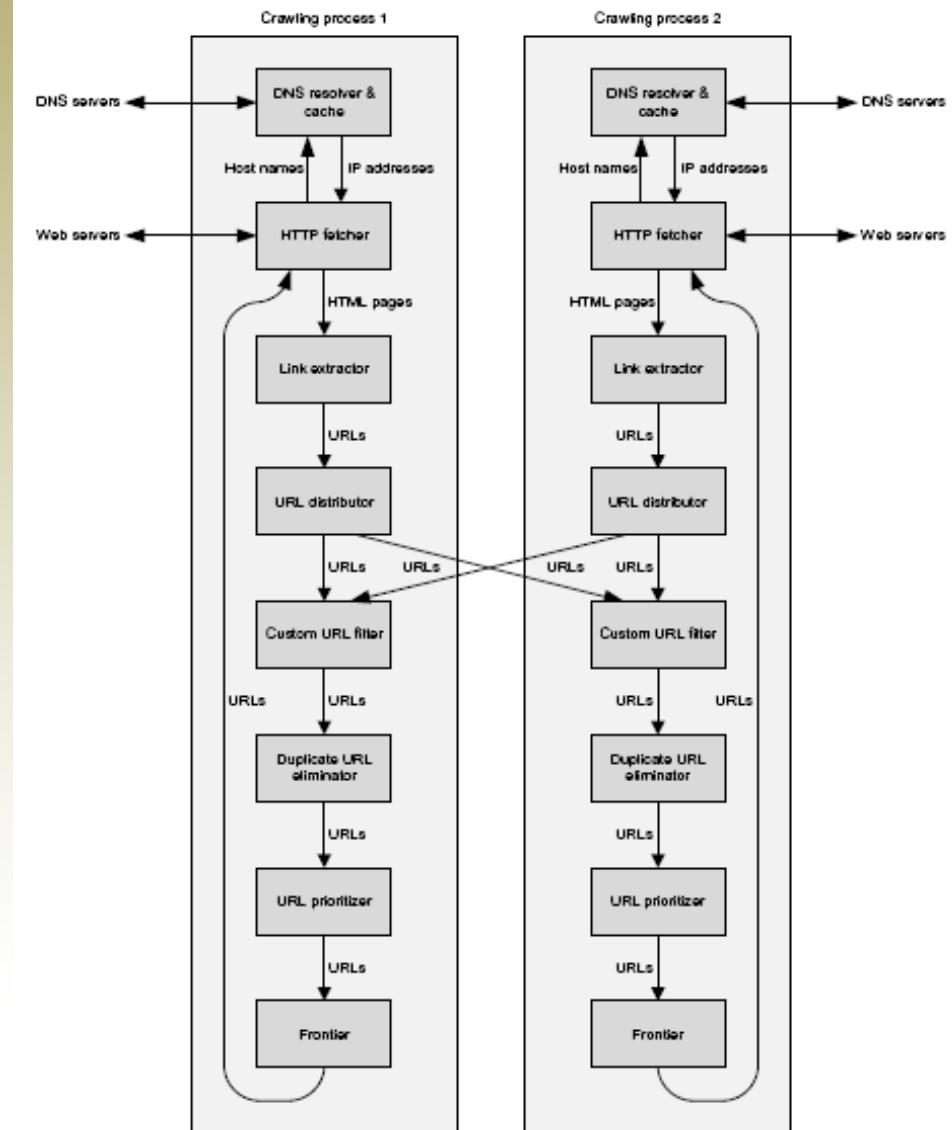 Crawling process 1
Crawling process 2
DNS servers
DNS resolver &
cache
DNS resolver &
cache
DNS servers
Host names
IP addresses
Host names
IP addresses
Web servers
HTTP fetcher
HTTP fetcher
Web servers
HTML pages
HTML pages
Link extractor
Link extractor
URLs
URLs
URL distributor
URL distributor
URLs
URLs
URLs
URLs
Custom URL filter
Custom URL filter
URLs
URLs
URLs
URLs
Duplicate URL
eliminator
Duplicate URL
eliminator
URLs
URLs
URL prioritizer
URL prioritizer
URLs
URLs
Frontier
Frontier